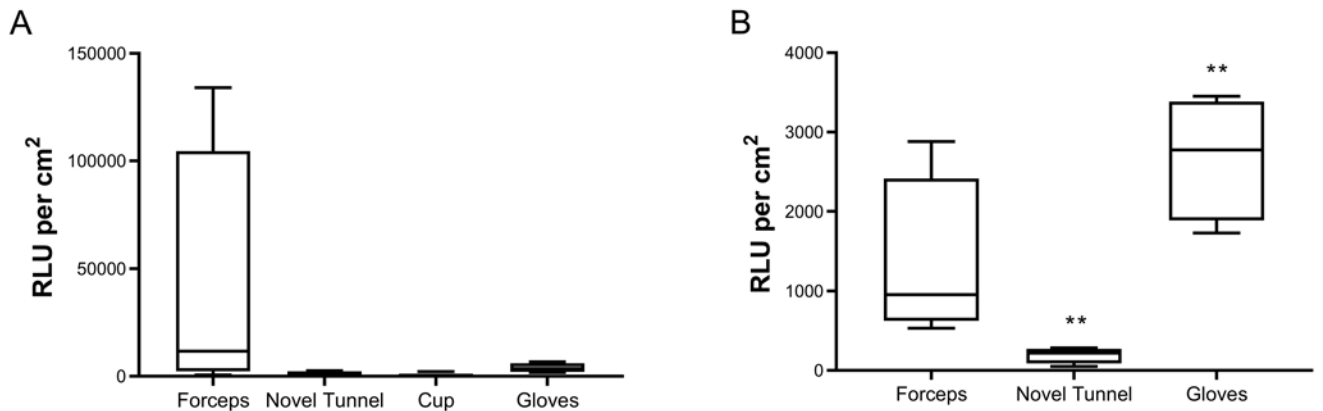 A
RLU per cm²
150000
100000
50000
0
Forceps Novel Tunnel Cup Gloves
B
RLU per cm²
4000
3000
2000
1000
0
**
**
Forceps Novel Tunnel Gloves